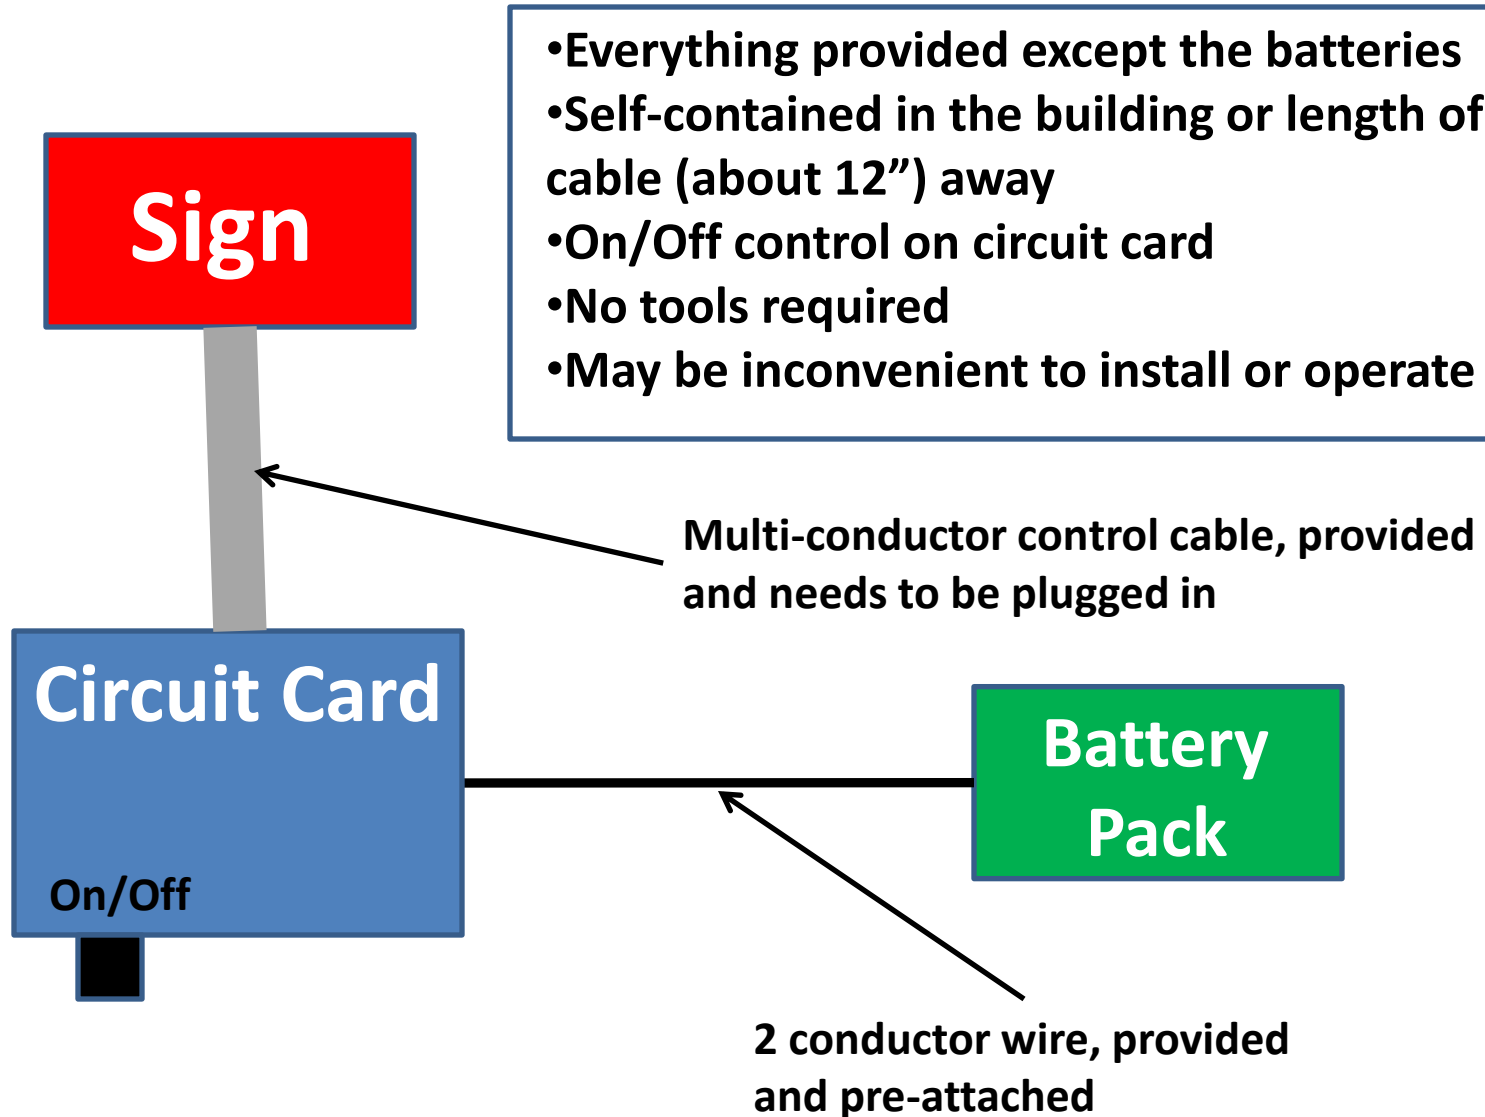 •Everything provided except the batteries
•Self-contained in the building or length of
cable (about 12”) away
•On/Off control on circuit card
•No tools required
•May be inconvenient to install or operate
Sign
Multi-conductor control cable, provided
and needs to be plugged in
Circuit Card
Battery
Pack
On/Off
2 conductor wire, provided
and pre-attached